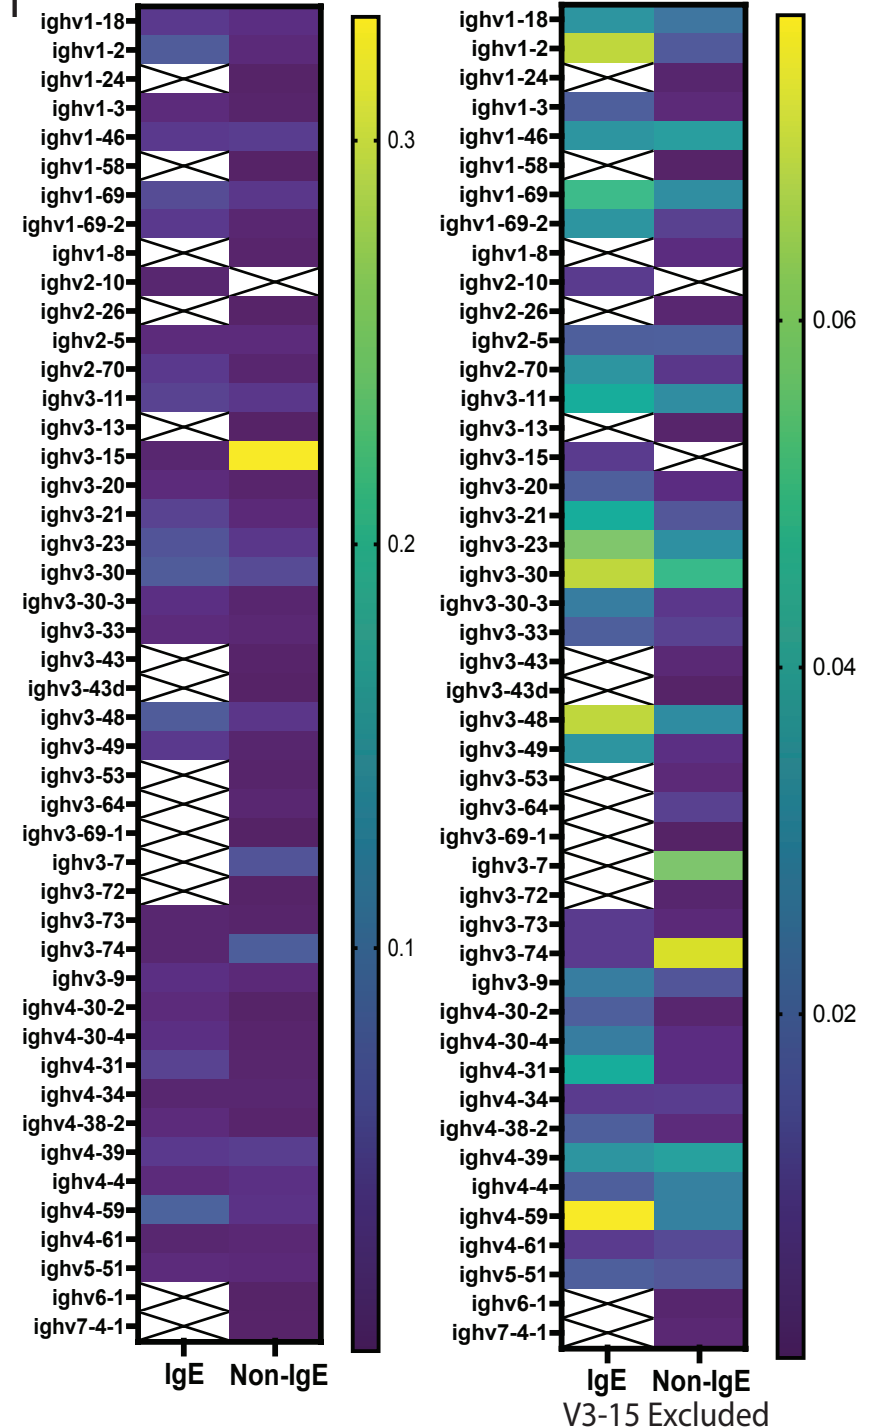 ighv1-18
ighv1-2
ighv1-24
ighv1-3
ighv1-46
ighv1-58
ighv1-69
ighv1-69-2
ighv1-8
ighv2-10
ighv2-26
ighv2-5
ighv2-70
ighv3-11
ighv3-13
ighv3-15
ighv3-20
ighv3-21
ighv3-23
ighv3-30
ighv3-30-3
ighv3-33
ighv3-43
ighv3-43d
ighv3-48
ighv3-49
ighv3-53
ighv3-64
ighv3-69-1
ighv3-7
ighv3-72
ighv3-73
ighv3-74
ighv3-9
ighv4-30-2
ighv4-30-4
ighv4-31
ighv4-34
ighv4-38-2
ighv4-39
ighv4-4
ighv4-59
ighv4-61
ighv5-51
ighv6-1
ighv7-4-1
IgE Non-IgE
0.3
0.2
0.1
ighv1-18
ighv1-2
ighv1-24
ighv1-3
ighv1-46
ighv1-58
ighv1-69
ighv1-69-2
ighv1-8
ighv2-10
ighv2-26
ighv2-5
ighv2-70
ighv3-11
ighv3-13
ighv3-15
ighv3-20
ighv3-21
ighv3-23
ighv3-30
ighv3-30-3
ighv3-33
ighv3-43
ighv3-43d
ighv3-48
ighv3-49
ighv3-53
ighv3-64
ighv3-69-1
ighv3-7
ighv3-72
ighv3-73
ighv3-74
ighv3-9
ighv4-30-2
ighv4-30-4
ighv4-31
ighv4-34
ighv4-38-2
ighv4-39
ighv4-4
ighv4-59
ighv4-61
ighv5-51
ighv6-1
ighv7-4-1
IgE Non-IgE
V3-15 Excluded
0.06
0.04
0.02